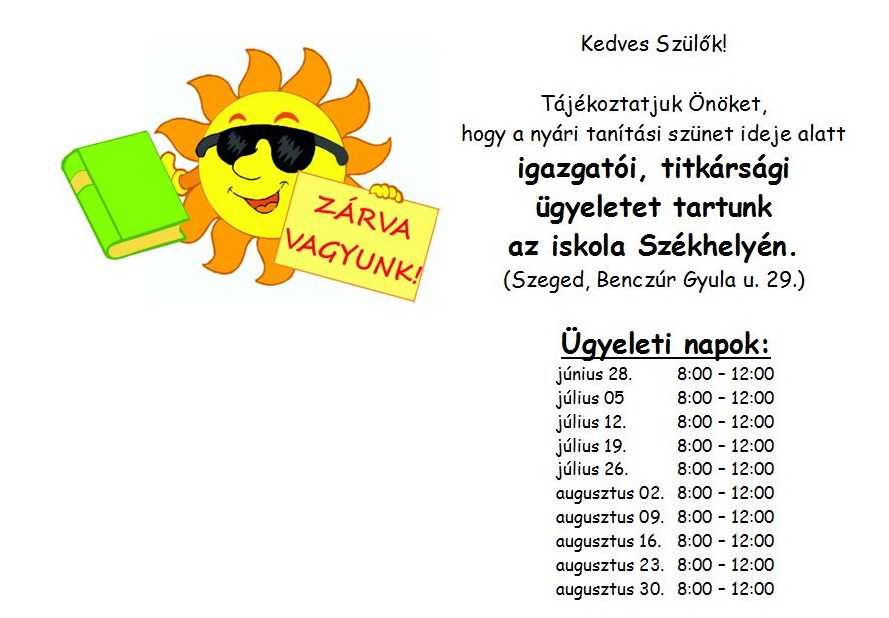 ZÁRVA
VAGYUNK!
Kedves Szülők!
Tájékoztatjuk Önöket,
hogy a nyári tanítási szünet ideje alatt
igazgatói, titkársági
ügyeletet tartunk
az iskola Székhelyén.
(Szeged, Benczúr Gyula u. 29.)
Ügyeleti napok:
június 28. 8:00 – 12:00
július 05 8:00 – 12:00
július 12. 8:00 – 12:00
július 19. 8:00 – 12:00
július 26. 8:00 – 12:00
augusztus 02. 8:00 – 12:00
augusztus 09. 8:00 – 12:00
augusztus 16. 8:00 – 12:00
augusztus 23. 8:00 – 12:00
augusztus 30. 8:00 – 12:00